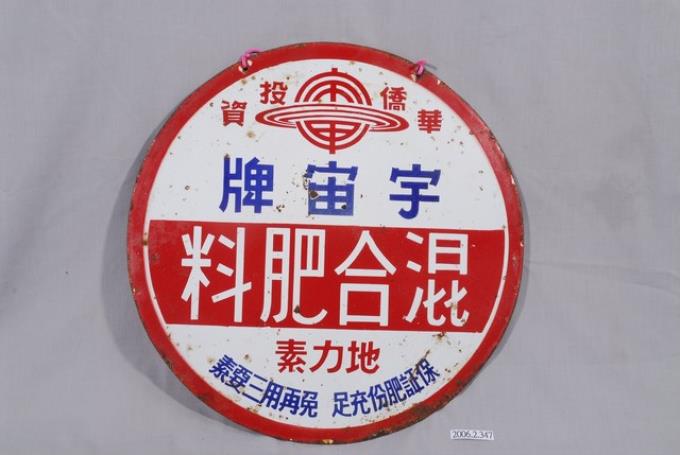 華僑投資
宇宙牌
混合肥料
地力素
保証肥份充足 免再用三要素
2006.2.347